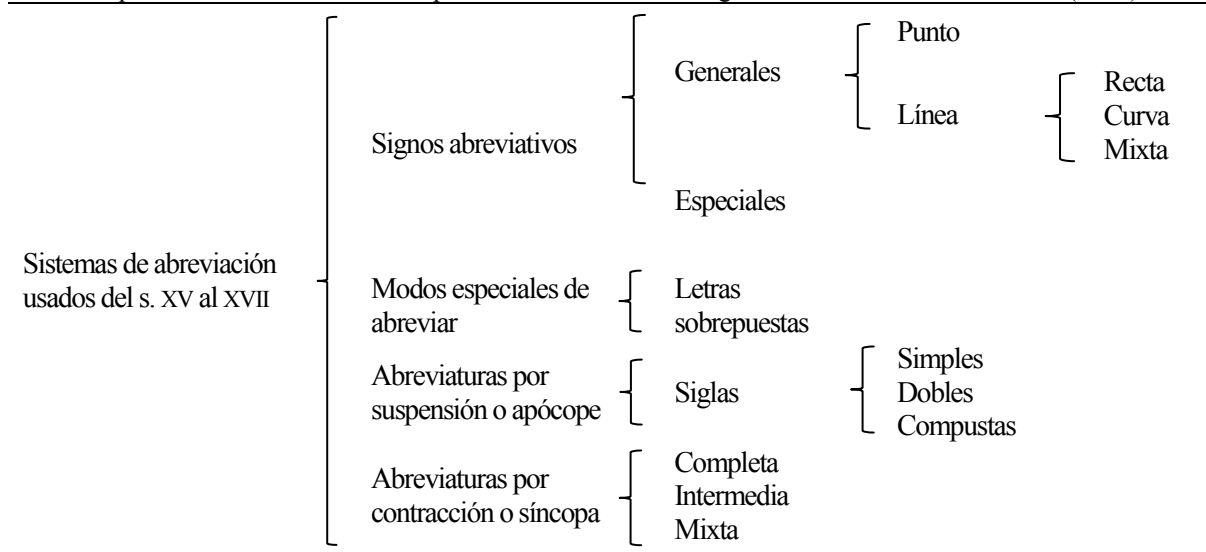 Punto
Generales
Recta
Línea
Curva
Mixta
Signos abreviativos
Especiales
Sistemas de abreviación
usados del s. XV al XVII
Modos especiales de
abreviar
Letras
sobrepuestas
Abreviaturas por
suspensión o apócope
Siglas
Simples
Dobles
Compustas
Abreviaturas por
contracción o síncopa
Completa
Intermedia
Mixta